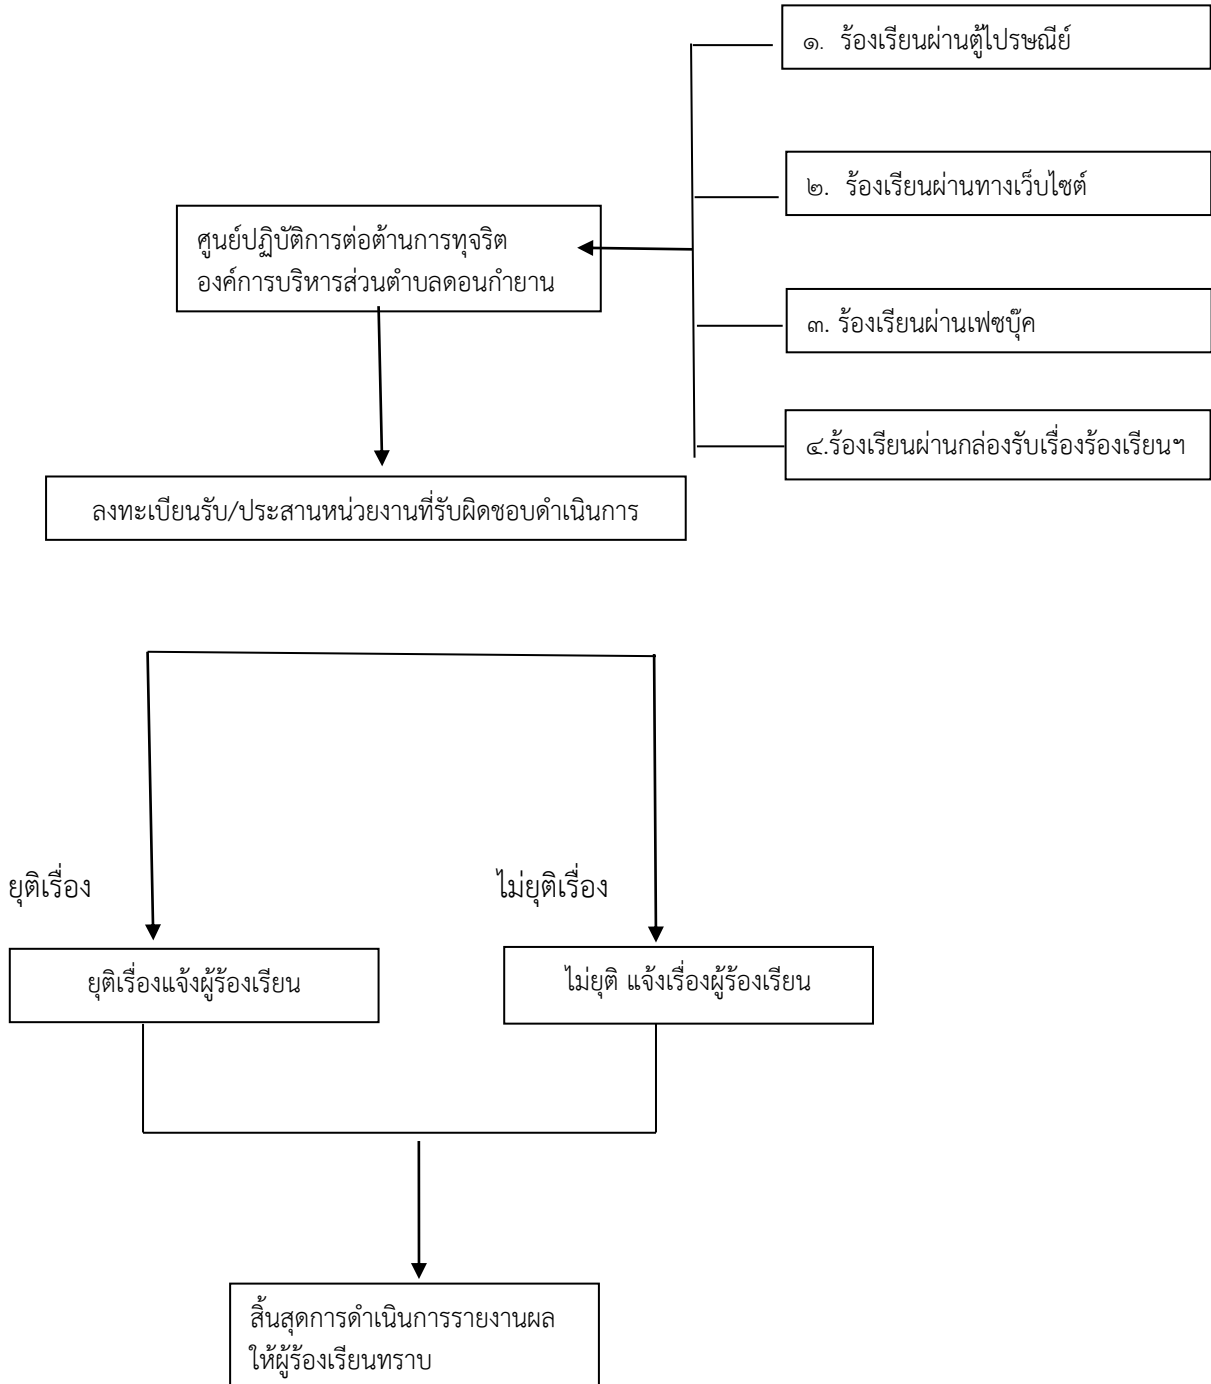 ๑. ร้องเรียนผ่านตู้ไปรษณีย์
๒. ร้องเรียนผ่านทางเว็บไซต์
ศูนย์ปฏิบัติการต่อต้านการทุจริต
องค์การบริหารส่วนตำบลดอนกำยาน
๓. ร้องเรียนผ่านเฟซบุ๊ค
๔.ร้องเรียนผ่านกล่องรับเรื่องร้องเรียนฯ
ลงทะเบียนรับ/ประสานหน่วยงานที่รับผิดชอบดำเนินการ
ยุติเรื่อง
ไม่ยุติเรื่อง
ยุติเรื่องแจ้งผู้ร้องเรียน
ไม่ยุติ แจ้งเรื่องผู้ร้องเรียน
สิ้นสุดการดำเนินการรายงานผล
ให้ผู้ร้องเรียนทราบ